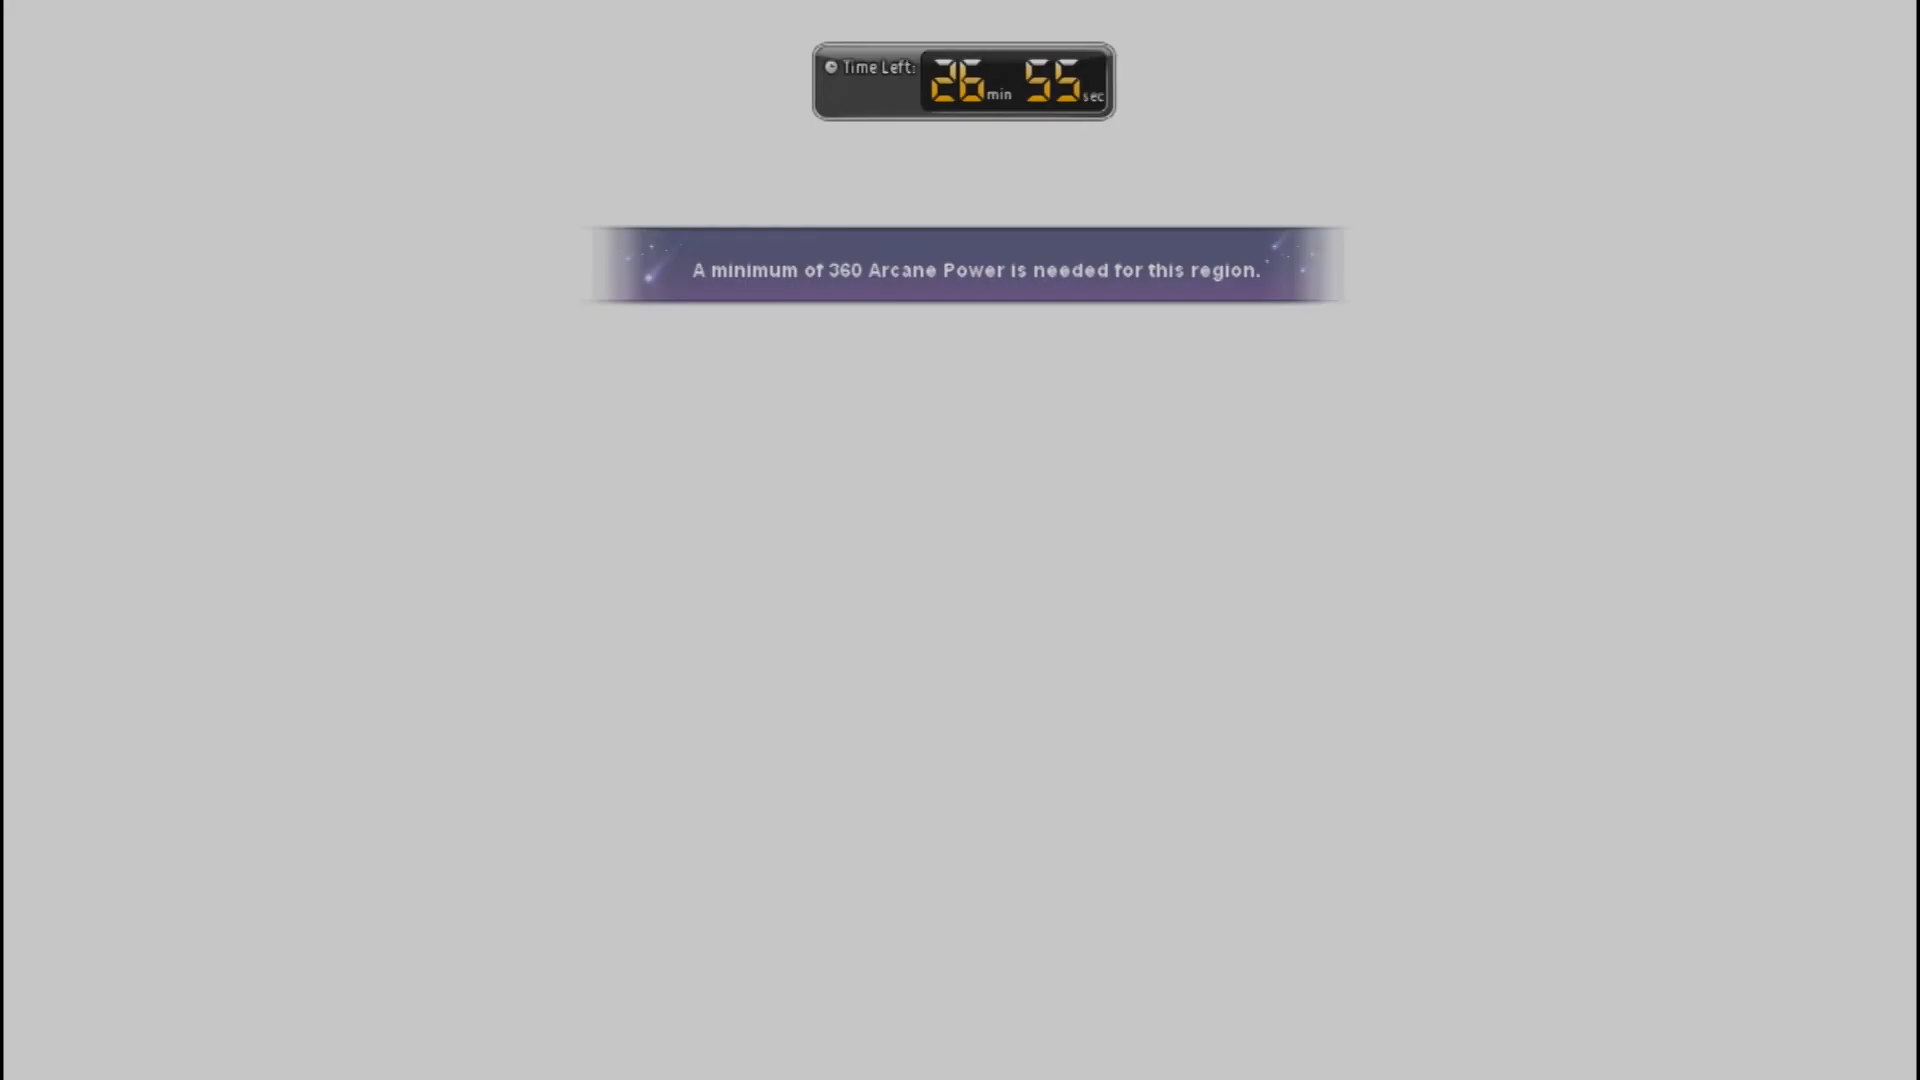 Time Left: 26 min 55 sec
A minimum of 360 Arcane Power is needed for this region.